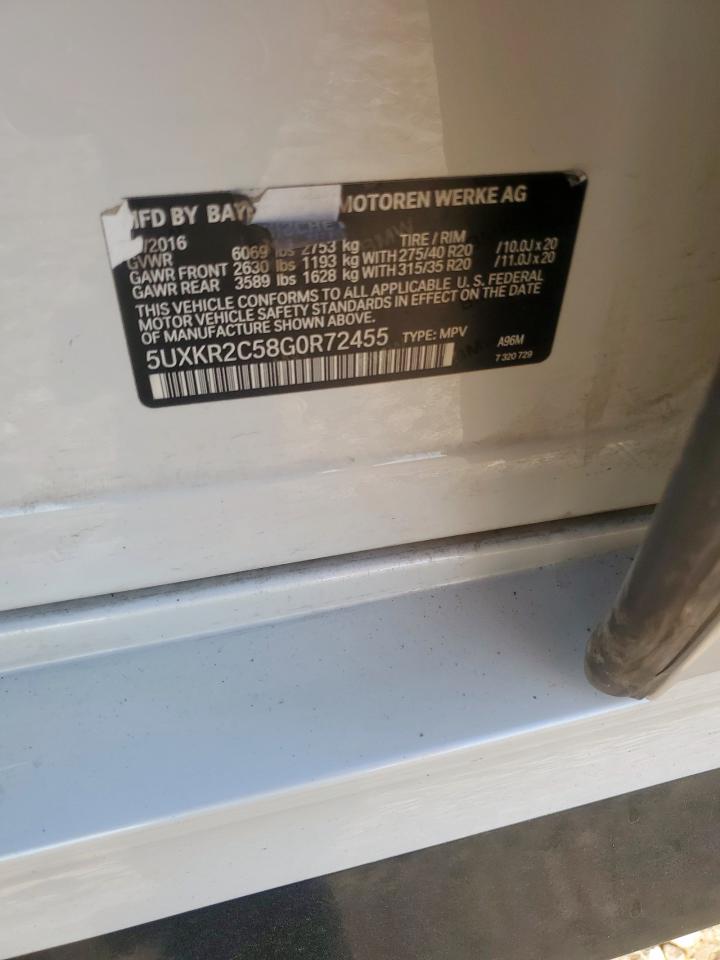 MFD BY BAY MOTOREN WERKE AG
/2016
GVWR 6069 lbs 2753 kg TIRE / RIM
GAWR FRONT 2630 lbs 1193 kg WITH 275/40 R20 /10.0J x 20
GAWR REAR 3589 lbs 1628 kg WITH 315/35 R20 /11.0J x 20
THIS VEHICLE CONFORMS TO ALL APPLICABLE U.S. FEDERAL
MOTOR VEHICLE SAFETY STANDARDS IN EFFECT ON THE DATE
OF MANUFACTURE SHOWN ABOVE.
5UXKR2C58G0R72455 TYPE: MPV A96M
7 320 729